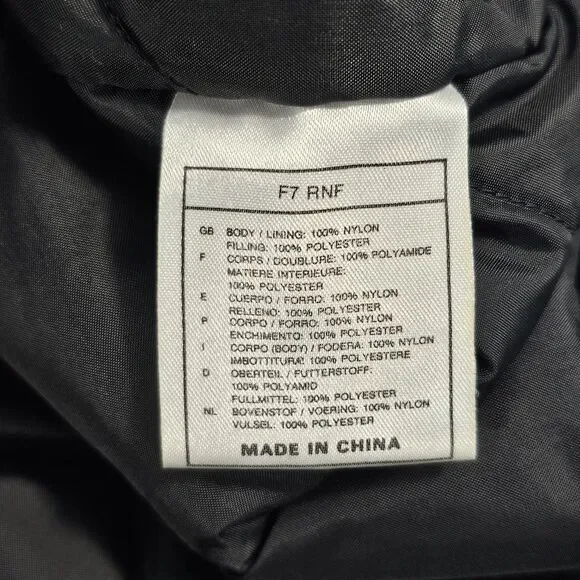 F7 RNF
GB BODY / LINING: 100% NYLON
FILLING: 100% POLYESTER
F CORPS / DOUBLURE: 100% POLYAMIDE
MATIERE INTERIEURE:
100% POLYESTER
E CUERPO / FORRO: 100% NYLON
RELLENO: 100% POLYESTER
P CORPO / FORRO: 100% NYLON
ENCHIMENTO: 100% POLYESTER
I CORPO (BODY) / FODERA: 100% NYLON
IMBOTTITURA: 100% POLYESTERE
D OBERTEIL / FUTTERSTOFF:
100% POLYAMID
FULLMITTEL: 100% POLYESTER
NL BOVENSTOF / VOERING: 100% NYLON
VULSEL: 100% POLYESTER
MADE IN CHINA